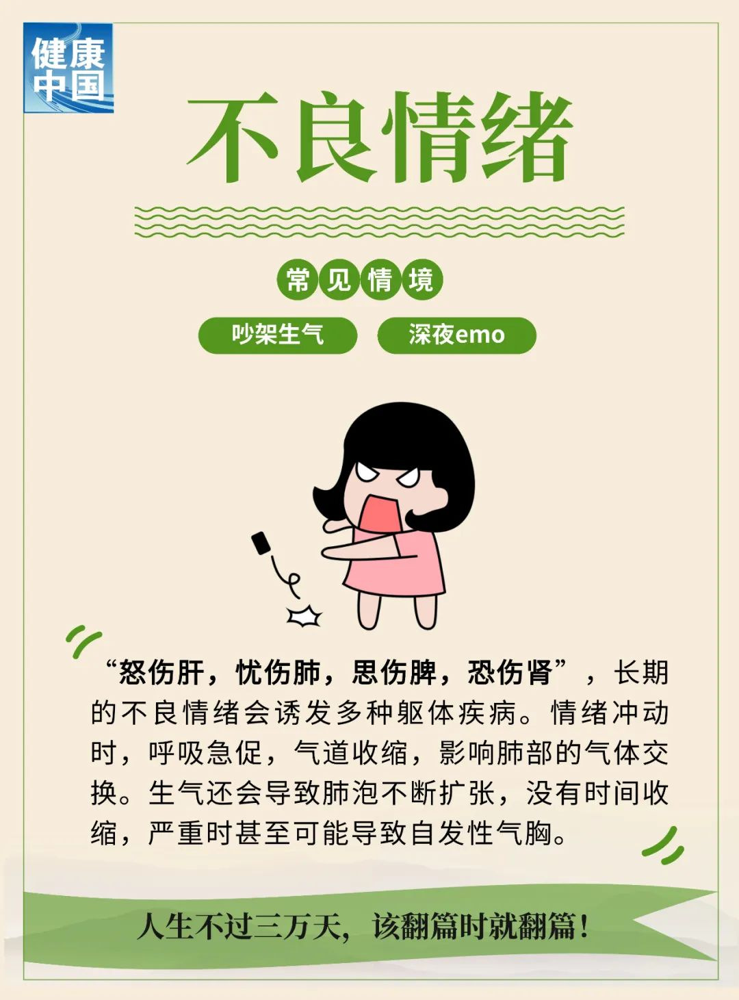 健康
中国
不良情绪
常见情境
吵架生气 深夜emo
“怒伤肝，忧伤肺，思伤脾，恐伤肾”，长期
的不良情绪会诱发多种躯体疾病。情绪冲动
时，呼吸急促，气道收缩，影响肺部的气体交
换。生气还会导致肺泡不断扩张，没有时间收
缩，严重时甚至可能导致自发性气胸。
人生不过三万天，该翻篇时就翻篇！